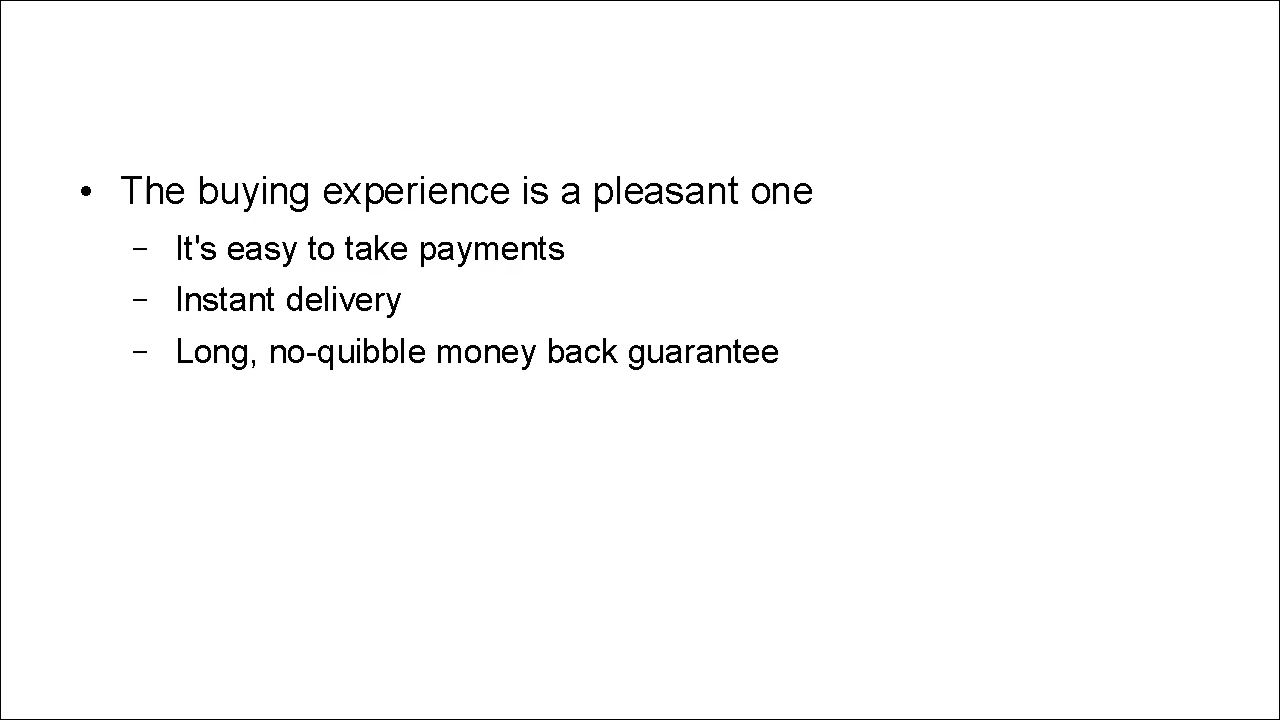 • The buying experience is a pleasant one
– It's easy to take payments
– Instant delivery
– Long, no-quibble money back guarantee